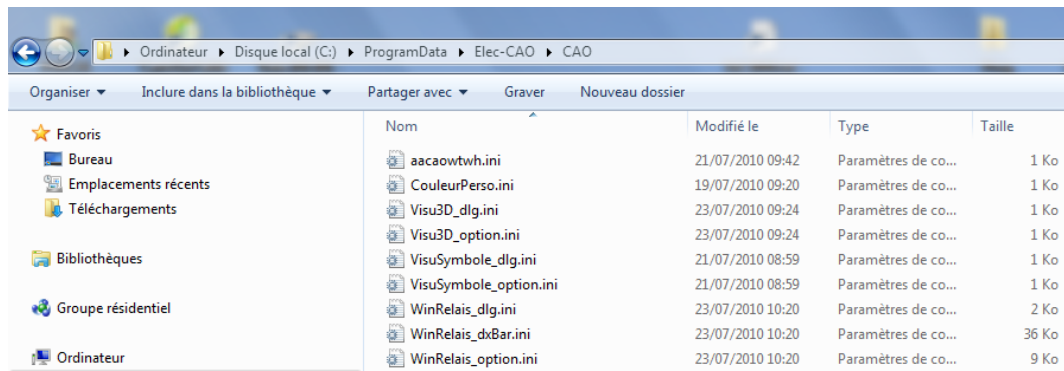 Ordinateur Disque local (C:) ProgramData Elec-CAO CAO
Organiser Inclure dans la bibliothèque Partager avec Graver Nouveau dossier
Nom Modifié le Type Taille
Favoris
Bureau
Emplacements récents
Téléchargements
Bibliothèques
Groupe résidentiel
Ordinateur
aacaowtwh.ini 21/07/2010 09:42 Paramètres de co... 1 Ko
CouleurPerso.ini 19/07/2010 09:20 Paramètres de co... 1 Ko
Visu3D_dlg.ini 23/07/2010 09:24 Paramètres de co... 1 Ko
Visu3D_option.ini 23/07/2010 09:24 Paramètres de co... 1 Ko
VisuSymbole_dlg.ini 21/07/2010 08:59 Paramètres de co... 1 Ko
VisuSymbole_option.ini 21/07/2010 08:59 Paramètres de co... 1 Ko
WinRelais_dlg.ini 23/07/2010 10:20 Paramètres de co... 2 Ko
WinRelais_dxBar.ini 23/07/2010 10:20 Paramètres de co... 36 Ko
WinRelais_option.ini 23/07/2010 10:20 Paramètres de co... 9 Ko